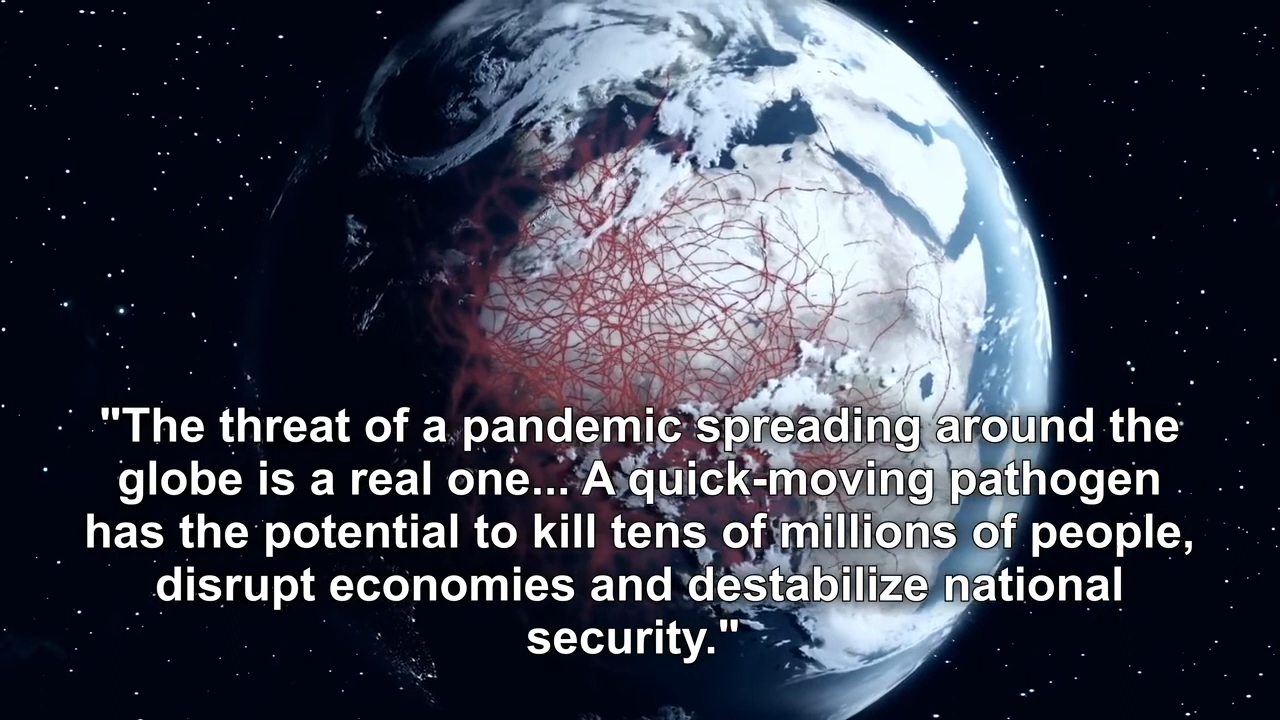 "The threat of a pandemic spreading around the
globe is a real one... A quick-moving pathogen
has the potential to kill tens of millions of people,
disrupt economies and destabilize national
security."